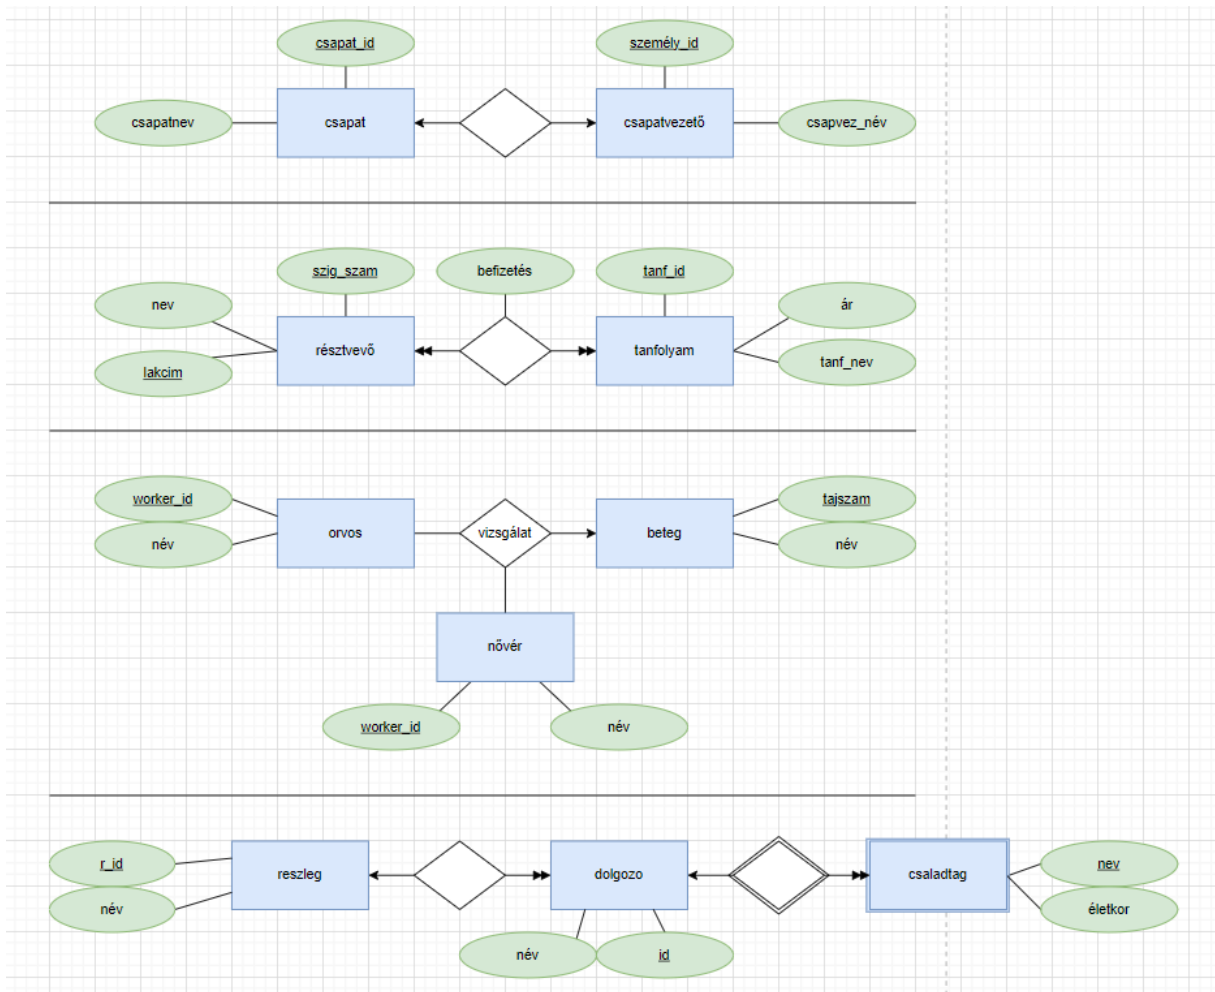 csapat_id
személy_id
csapatnev
csapat
csapatvezető
csapvez_név
szig_szam
befizetés
tanf_id
nev
ár
résztvevő
tanfolyam
lakcim
tanf_nev
worker_id
tajszam
orvos
vizsgálat
beteg
név
név
nővér
worker_id
név
r_id
nev
reszleg
dolgozo
csaladtag
név
életkor
név
id